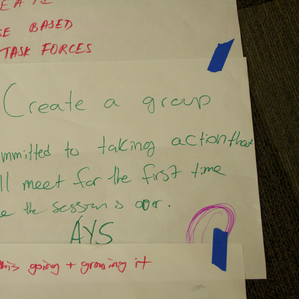 EATE
SE BASED
TASK FORCES
Create a group
mmitted to taking action that
ll meet for the first time
e the session is over.
AYS
this going + growing it